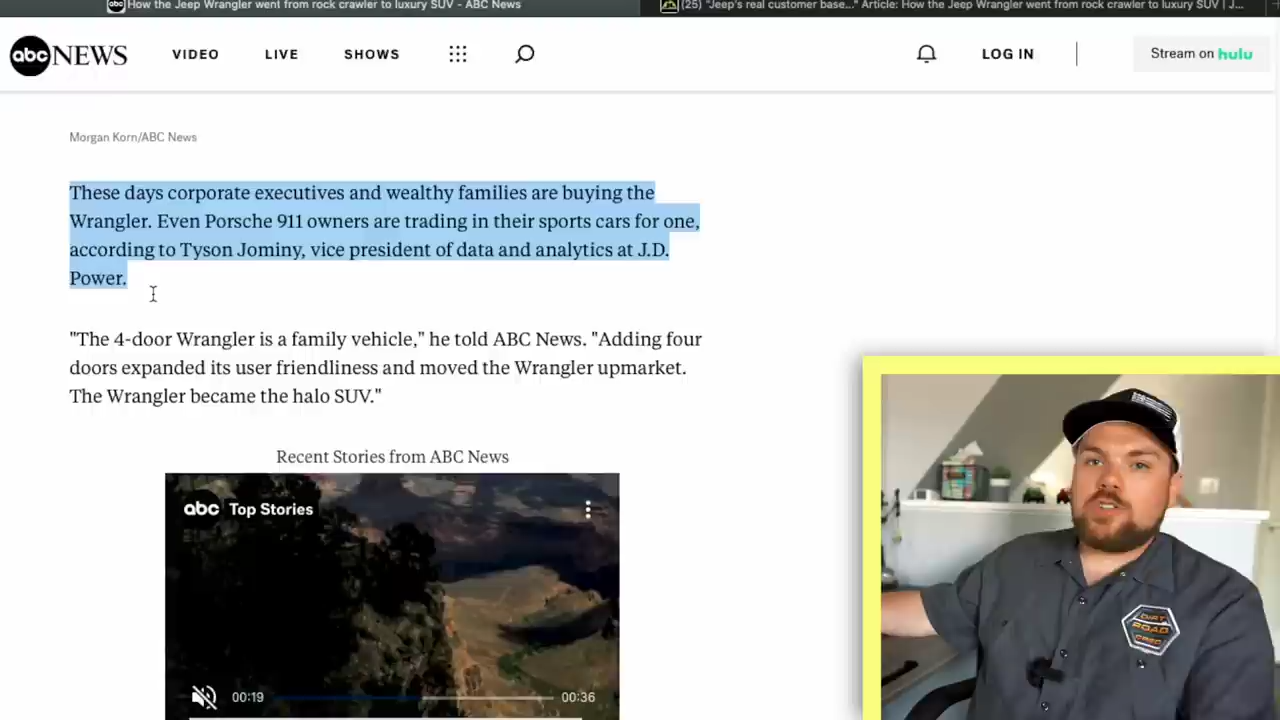 How the Jeep Wrangler went from rock crawler to luxury SUV - ABC News
(25) "Jeep's real customer base..." Article: How the Jeep Wrangler went from rock crawler to luxury SUV | J...
abc NEWS
VIDEO
LIVE
SHOWS
LOG IN
Stream on hulu
Morgan Korn/ABC News
These days corporate executives and wealthy families are buying the
Wrangler. Even Porsche 911 owners are trading in their sports cars for one,
according to Tyson Jominy, vice president of data and analytics at J.D.
Power.
"The 4-door Wrangler is a family vehicle," he told ABC News. "Adding four
doors expanded its user friendliness and moved the Wrangler upmarket.
The Wrangler became the halo SUV."
Recent Stories from ABC News
abc Top Stories
00:19
00:36
DIRT
ROAD